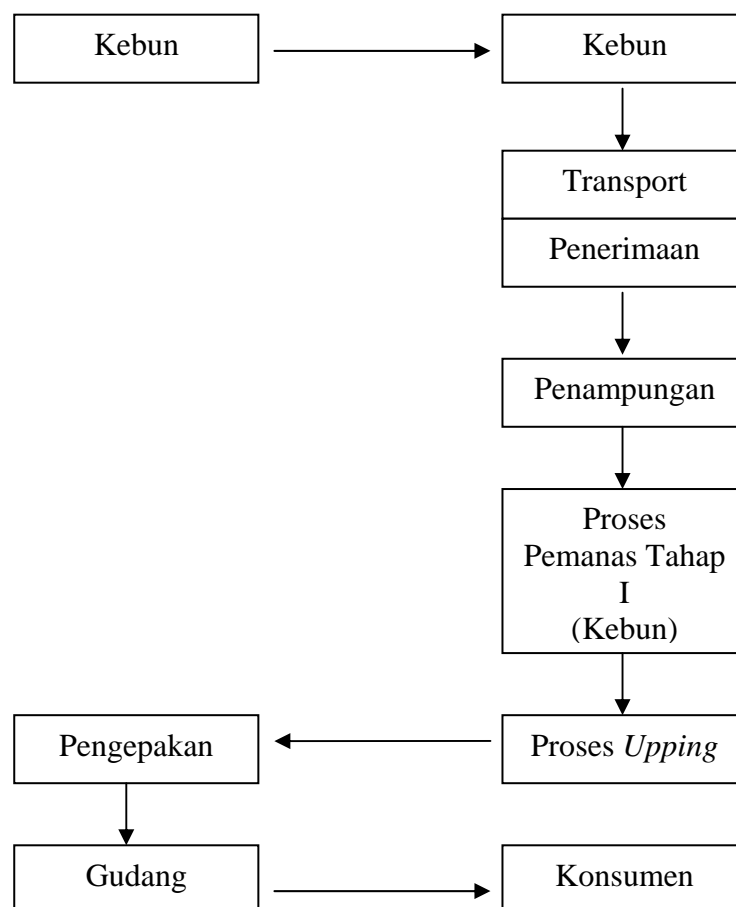 Kebun
Kebun
Transport
Penerimaan
Penampungan
Proses
Pemanas Tahap
I
(Kebun)
Proses Upping
Pengepakan
Gudang
Konsumen